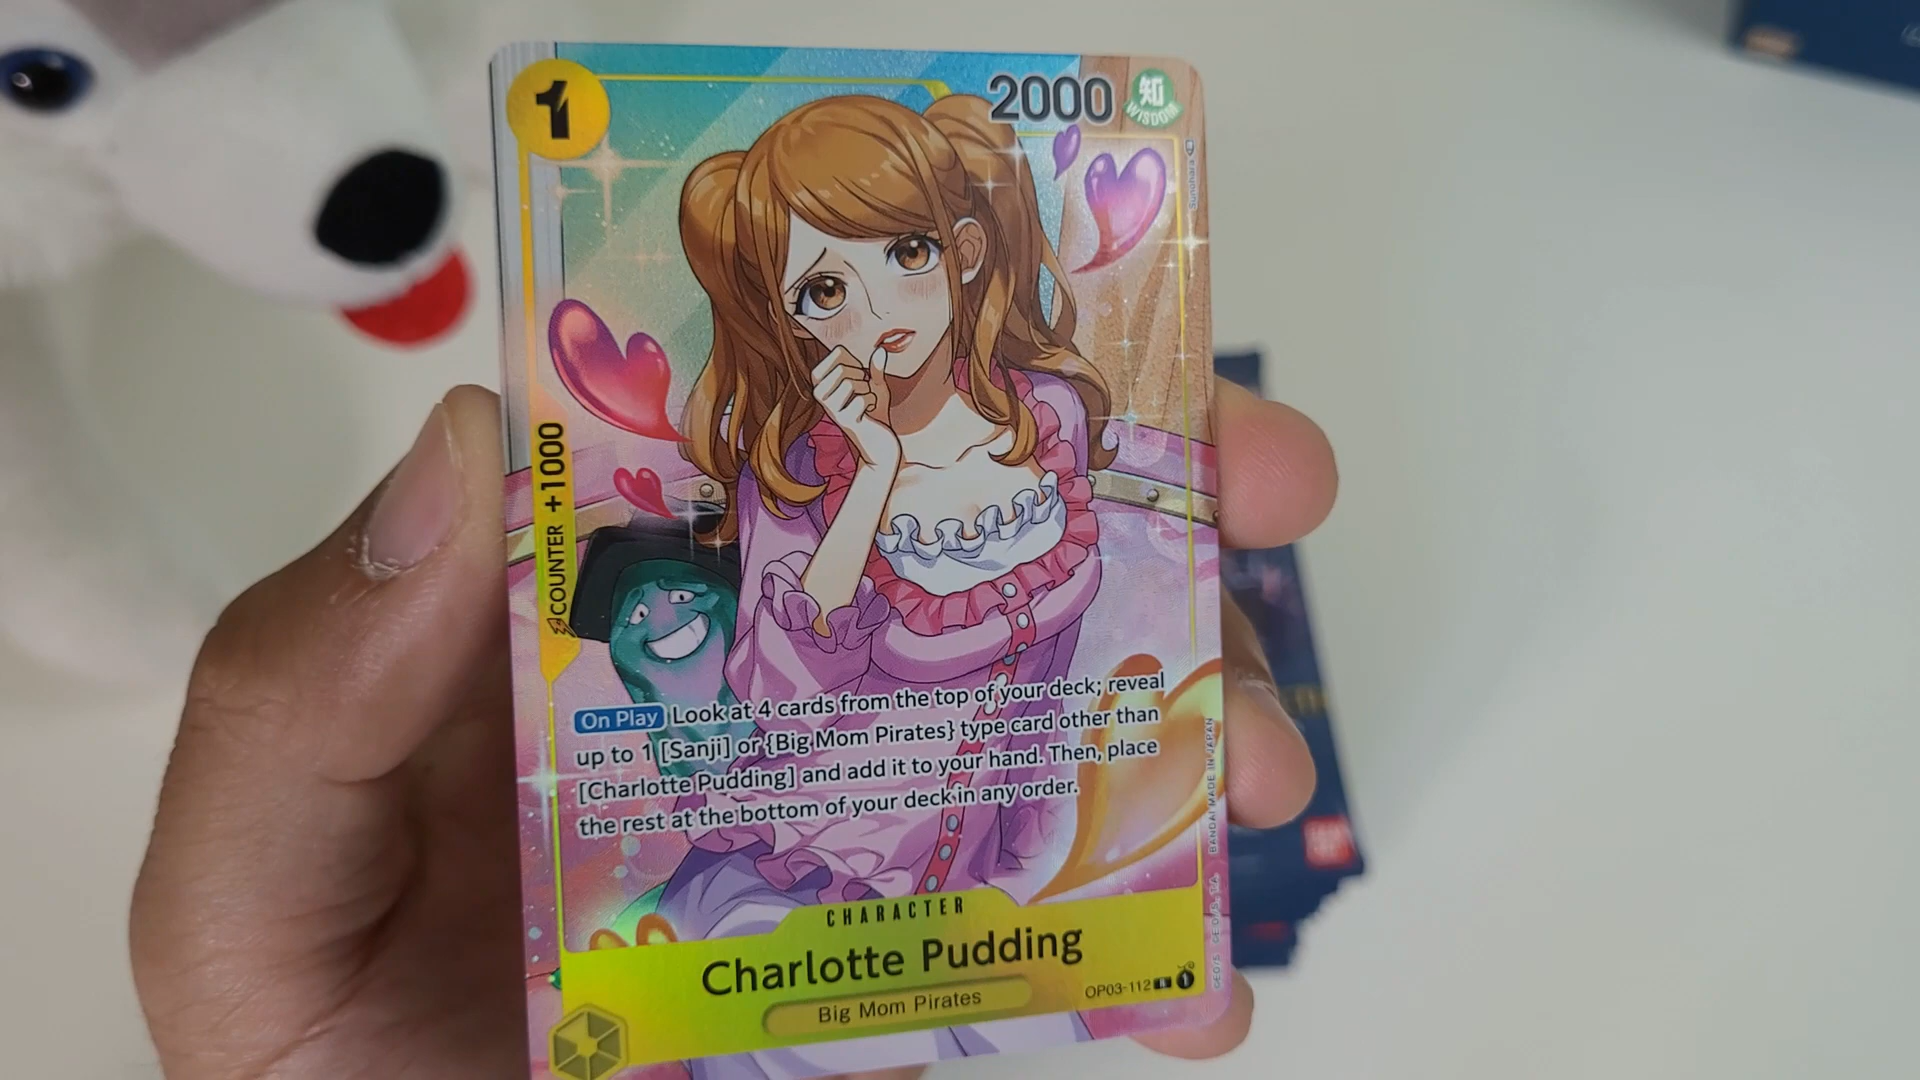 1
2000
知
WISDOM
Sunohara
COUNTER +1000
On Play Look at 4 cards from the top of your deck; reveal
up to 1 [Sanji] or {Big Mom Pirates} type card other than
[Charlotte Pudding] and add it to your hand. Then, place
the rest at the bottom of your deck in any order.
BANDAI MADE IN JAPAN
CHARACTER
Charlotte Pudding
Big Mom Pirates
OP03-112 R 1